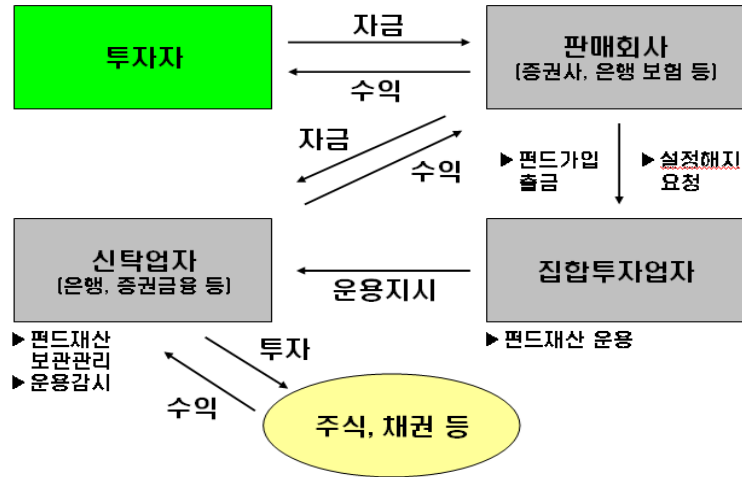 투자자
자금
수익
판매회사
(증권사, 은행 보험 등)
자금
수익
▶ 펀드가입
출금
▶ 설정해지
요청
신탁업자
(은행, 증권금융 등)
운용지시
집합투자업자
▶ 펀드재산
보관관리
▶ 운용감시
▶ 펀드재산 운용
투자
수익
주식, 채권 등